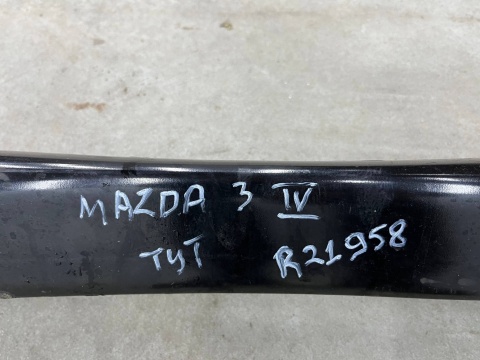 MAZDA 3 IV
TYT R21958